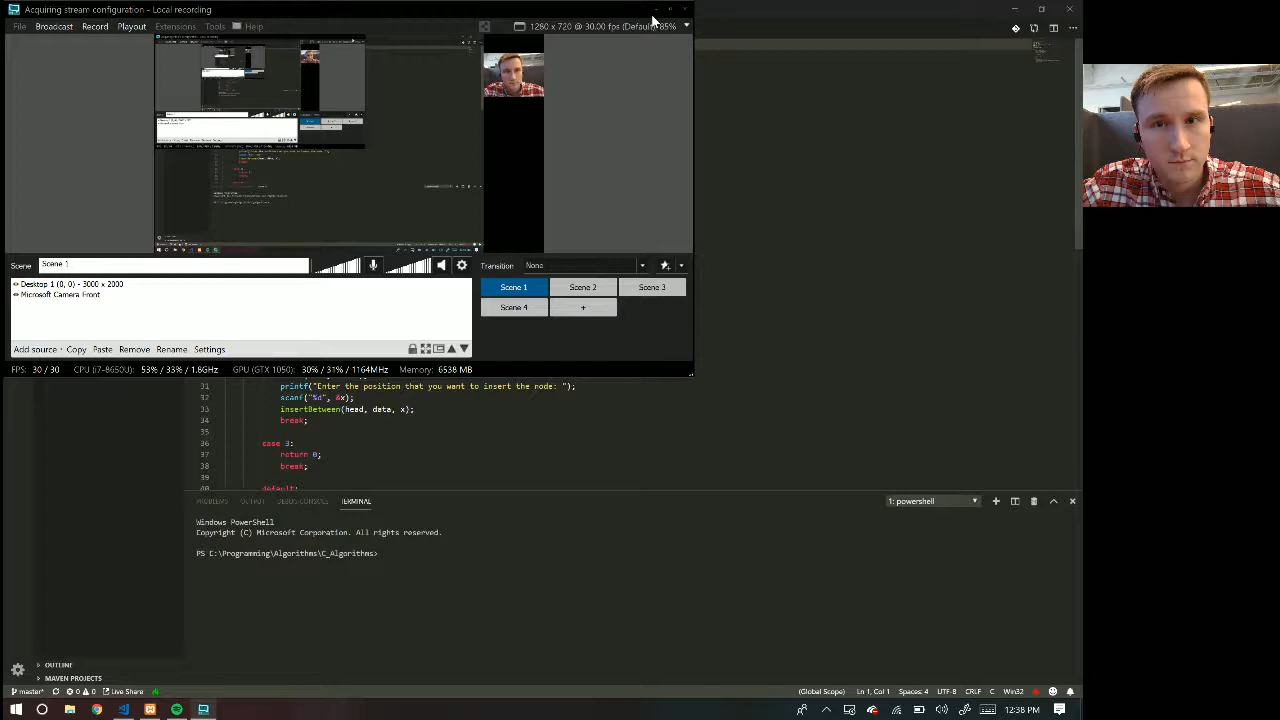 Acquiring stream configuration - Local recording
File Broadcast Record Playout Extensions Tools Help
1280 x 720 @ 30.00 fps (Default) 85%
Scene Scene 1
Transition None
Desktop 1 (0, 0) - 3000 x 2000
Microsoft Camera Front
Scene 1 Scene 2 Scene 3
Scene 4 +
Add source Copy Paste Remove Rename Settings
FPS: 30 / 30 CPU (i7-8650U): 53% / 33% / 1.8GHz GPU (GTX 1050): 30% / 31% / 1164MHz Memory: 6538 MB
31 printf("Enter the position that you want to insert the node: ");
32 scanf("%d", &x);
33 insertBetween(head, data, x);
34 break;
35
36 case 3:
37 return 0;
38 break;
39
40 default:
PROBLEMS OUTPUT DEBUG CONSOLE TERMINAL 1: powershell
Windows PowerShell
Copyright (C) Microsoft Corporation. All rights reserved.
PS C:\Programming\Algorithms\C_Algorithms>
OUTLINE
MAVEN PROJECTS
master* 0 0 Live Share (Global Scope) Ln 1, Col 1 Spaces: 4 UTF-8 CRLF C Win32
12:38 PM